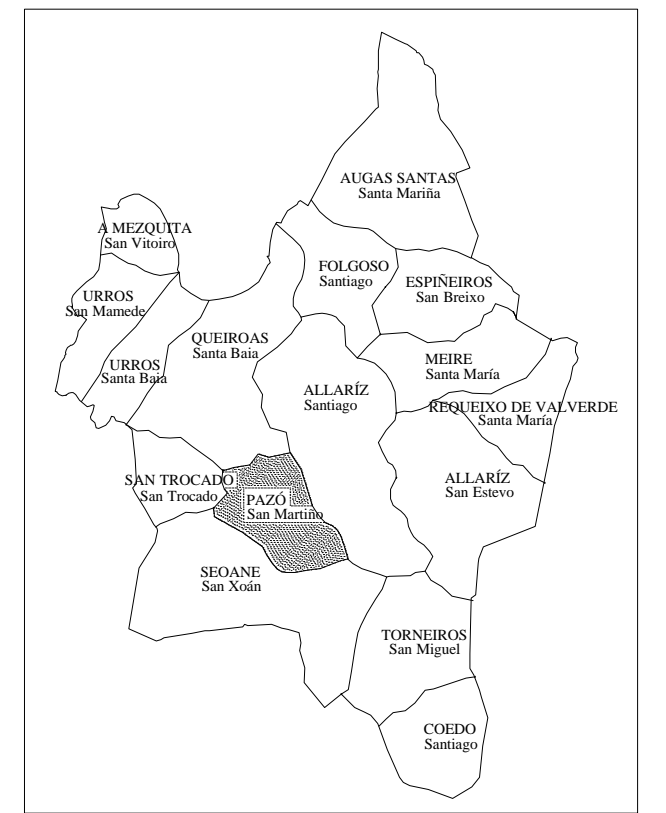 AUGAS SANTAS
Santa Mariña
A MEZQUITA
San Vitoiro
FOLGOSO
Santiago
ESPIÑEIROS
San Breixo
URROS
San Mamede
QUEIROAS
Santa Baia
URROS
Santa Baia
MEIRE
Santa María
ALLARÍZ
Santiago
REQUEIXO DE VALVERDE
Santa María
SAN TROCADO
San Trocado
ALLARÍZ
San Estevo
PAZÓ
San Martiño
SEOANE
San Xoán
TORNEIROS
San Miguel
COEDO
Santiago